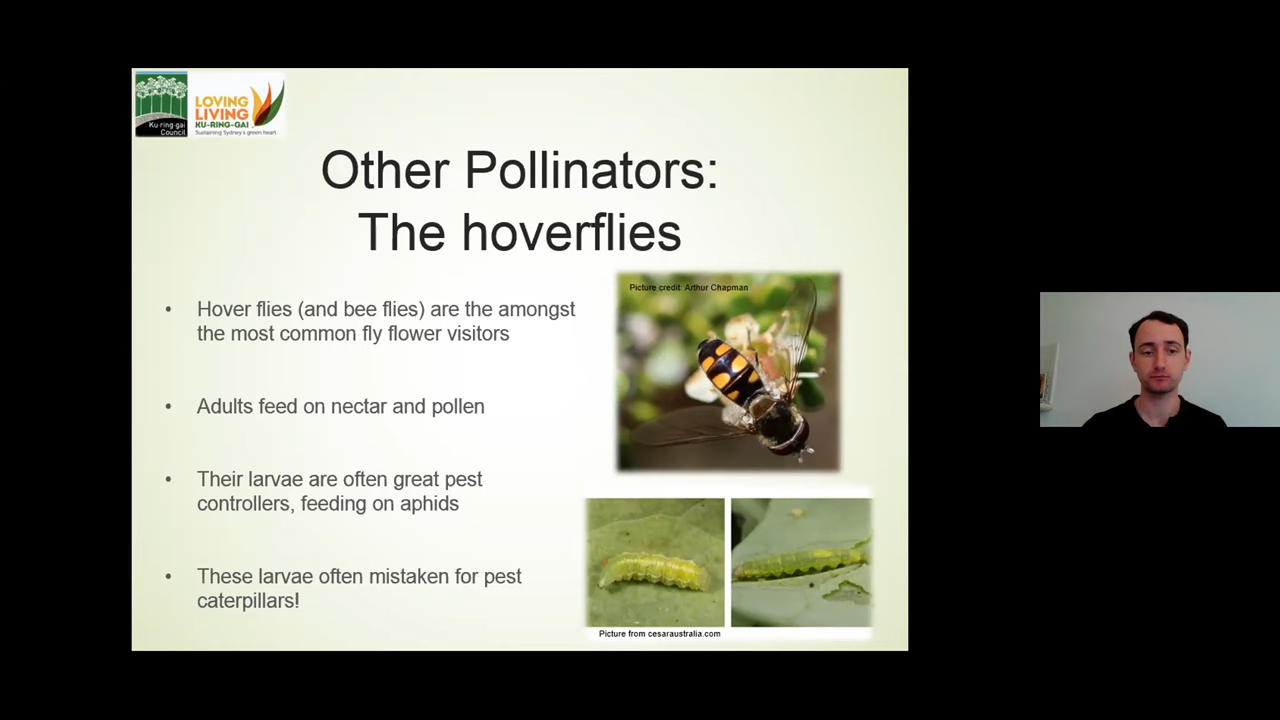 Ku-ring-gai
Council
LOVING
LIVING
KU-RING-GAI
Sustaining Sydney's green heart
Other Pollinators:
The hoverflies
• Hover flies (and bee flies) are the amongst
the most common fly flower visitors
• Adults feed on nectar and pollen
• Their larvae are often great pest
controllers, feeding on aphids
• These larvae often mistaken for pest
caterpillars!
Picture credit: Arthur Chapman
Picture from cesaraustralia.com